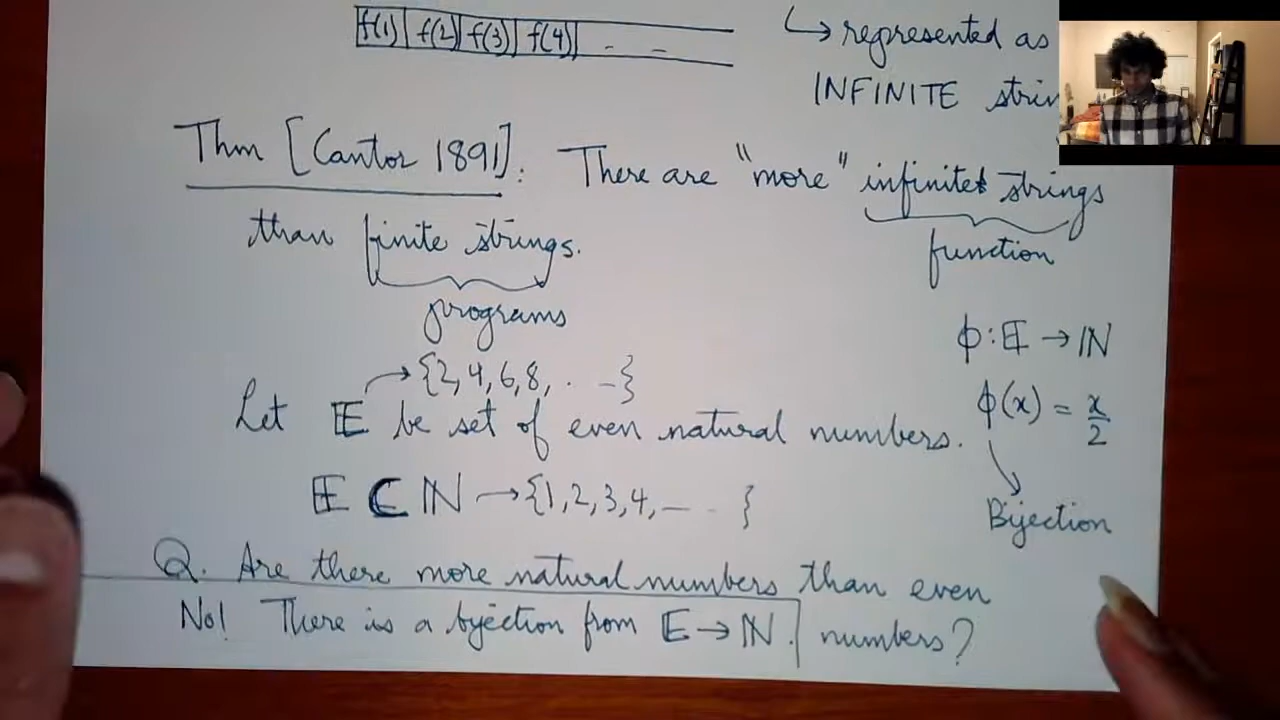 f(1) f(2) f(3) f(4) - -
↳ represented as
INFINITE
Thm [Cantor 1891]: There are "more" infinite strings
function
than finite strings.
programs
→ {2, 4, 6, 8, . - }
Let E be set of even natural numbers.
E ⊂ N → {1, 2, 3, 4, - . . }
ϕ : E → N
ϕ(x) = x/2
Bijection
Q. Are there more natural numbers than even
numbers?
No! There is a bijection from E → N.